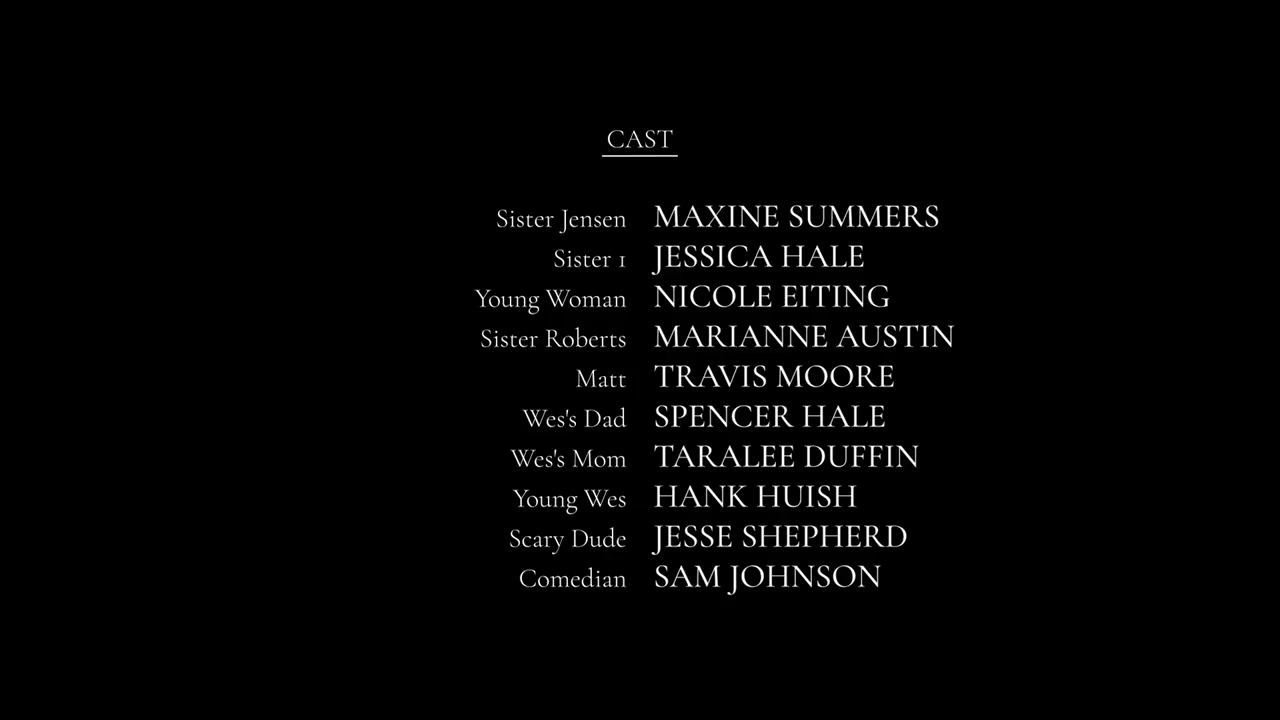 CAST
Sister Jensen MAXINE SUMMERS
Sister 1 JESSICA HALE
Young Woman NICOLE EITING
Sister Roberts MARIANNE AUSTIN
Matt TRAVIS MOORE
Wes's Dad SPENCER HALE
Wes's Mom TARALEE DUFFIN
Young Wes HANK HUISH
Scary Dude JESSE SHEPHERD
Comedian SAM JOHNSON